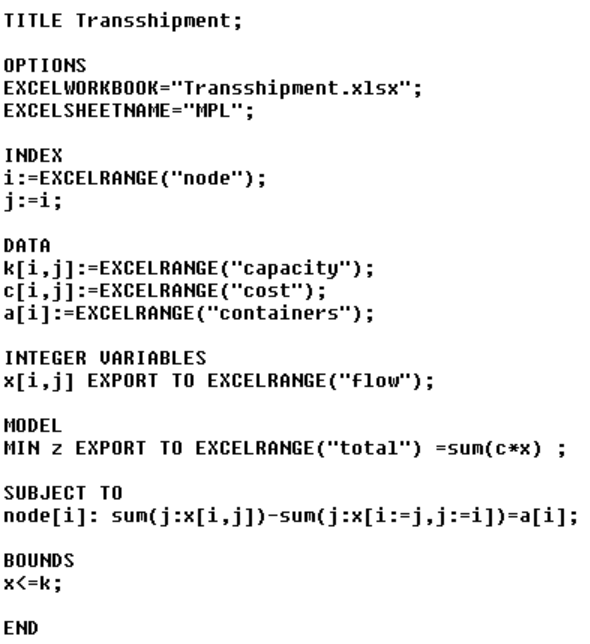 TITLE Transshipment;
OPTIONS
EXCELWORKBOOK="Transshipment.xlsx";
EXCELSHEETNAME="MPL";
INDEX
i:=EXCELRANGE("node");
j:=i;
DATA
k[i,j]:=EXCELRANGE("capacity");
c[i,j]:=EXCELRANGE("cost");
a[i]:=EXCELRANGE("containers");
INTEGER VARIABLES
x[i,j] EXPORT TO EXCELRANGE("flow");
MODEL
MIN z EXPORT TO EXCELRANGE("total") =sum(c*x) ;
SUBJECT TO
node[i]: sum(j:x[i,j])-sum(j:x[i:=j,j:=i])=a[i];
BOUNDS
x<=k;
END